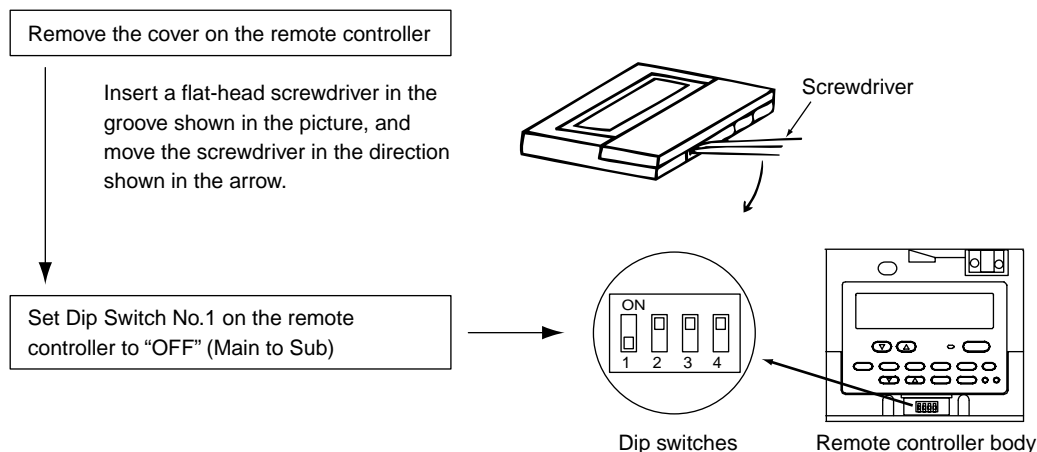 Remove the cover on the remote controller
Insert a flat-head screwdriver in the
groove shown in the picture, and
move the screwdriver in the direction
shown in the arrow.
Screwdriver
Set Dip Switch No.1 on the remote
controller to “OFF” (Main to Sub)
ON
1 2 3 4
Dip switches
Remote controller body